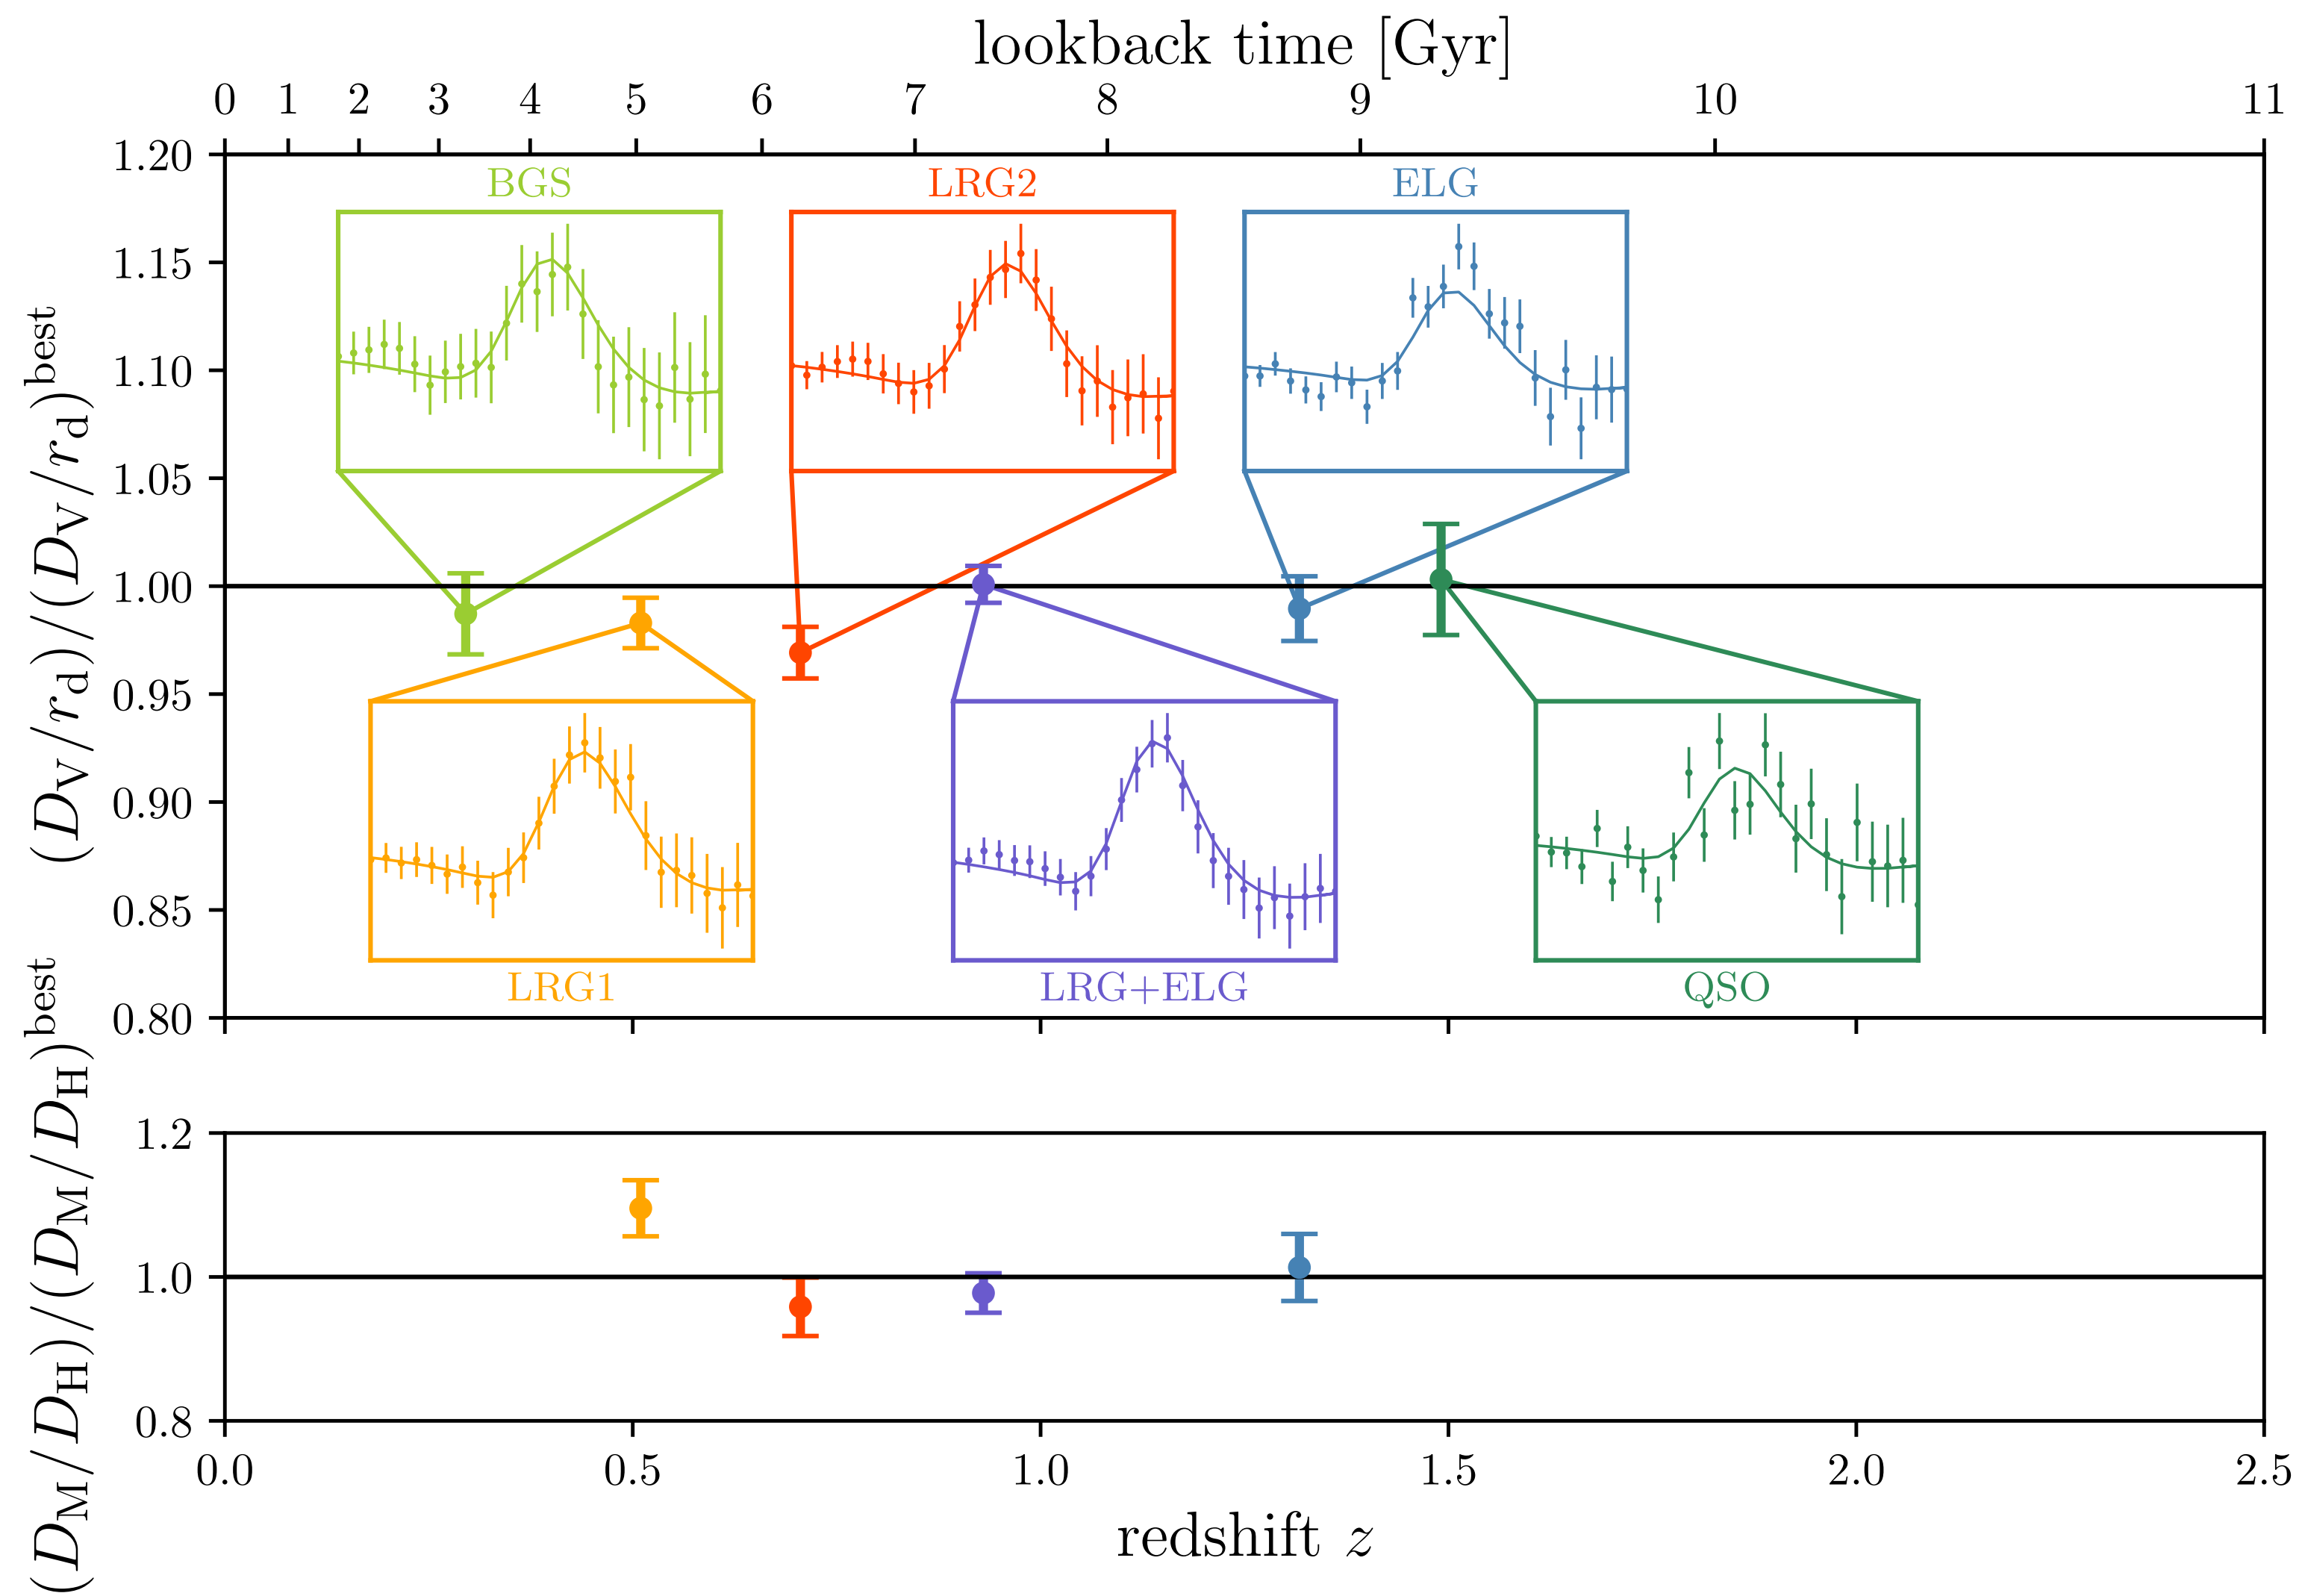 lookback time [Gyr]
0 1 2 3 4 5 6 7 8 9 10 11
(D_V/r_d)/(D_V/r_d)^best
1.20
1.15
1.10
1.05
1.00
0.95
0.90
0.85
0.80
BGS LRG2 ELG
LRG1 LRG+ELG QSO
(D_M/D_H)/(D_M/D_H)^best
1.2
1.0
0.8
0.0 0.5 1.0 1.5 2.0 2.5
redshift z